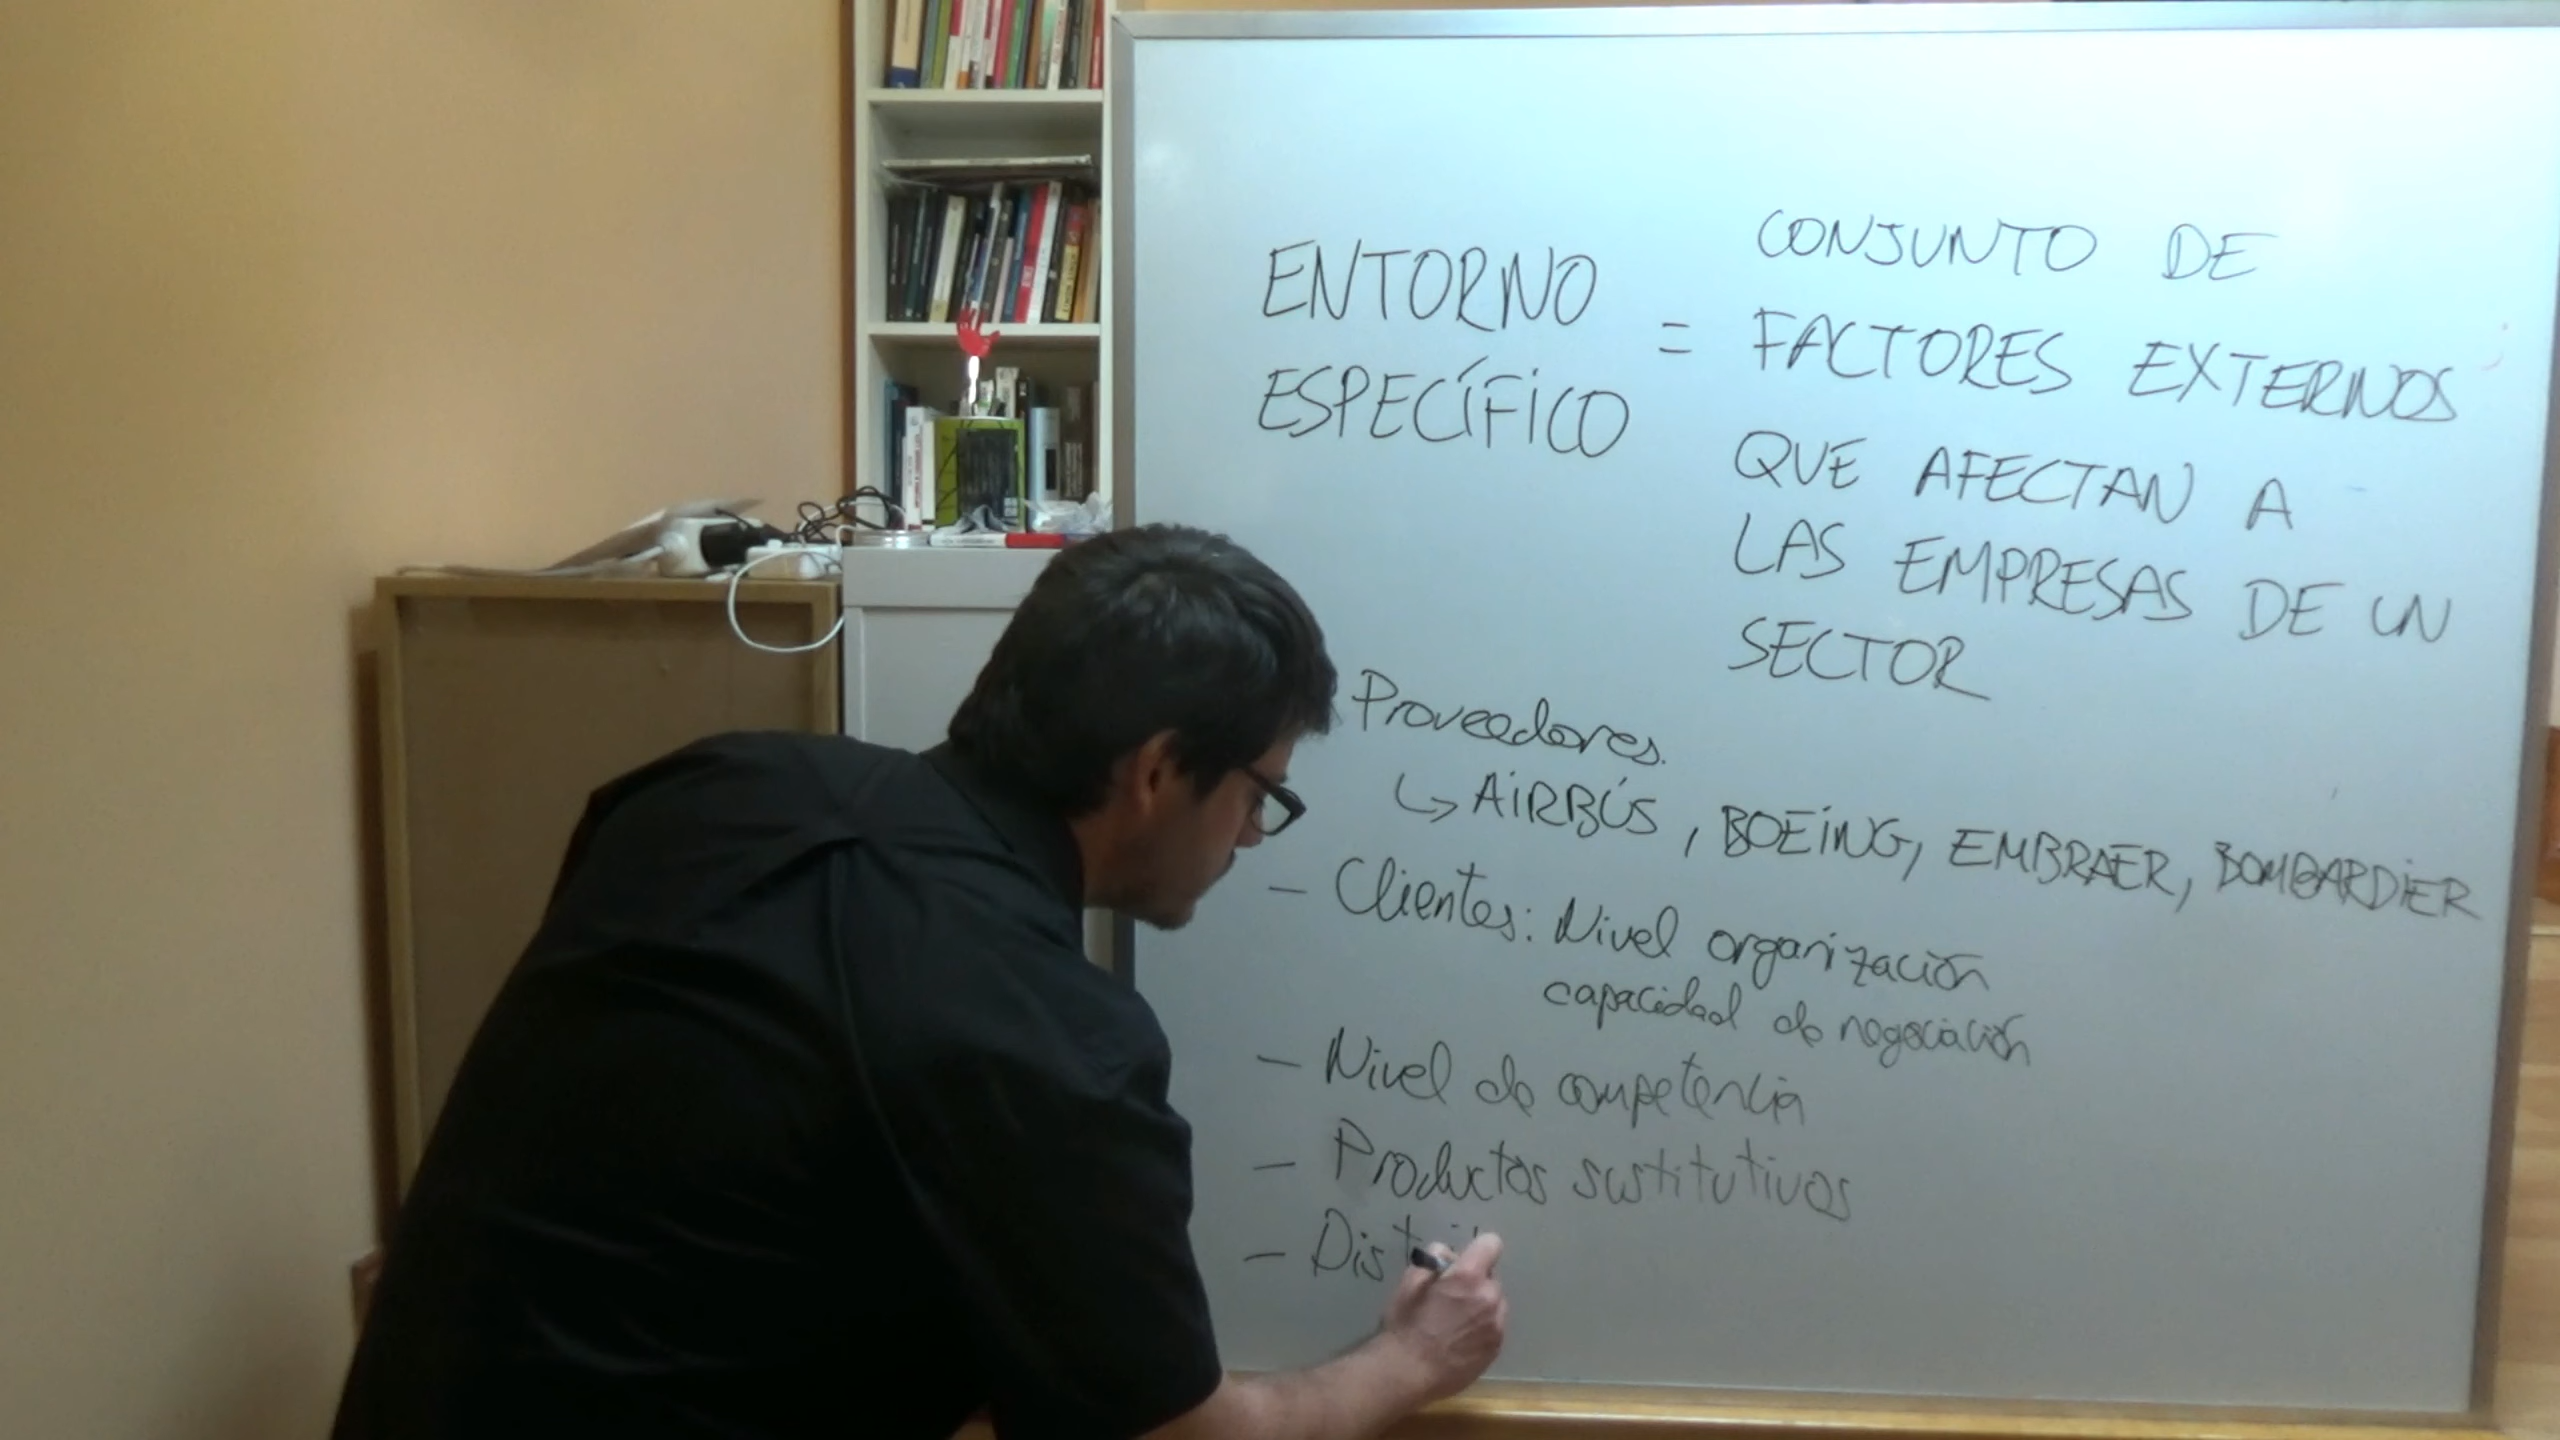 ENTORNO
ESPECÍFICO
=
CONJUNTO DE
FACTORES EXTERNOS
QUE AFECTAN A
LAS EMPRESAS DE UN
SECTOR
Proveedores.
↳ AIRBÚS, BOEING, EMBRAER, BOMBARDIER
- Clientes: Nivel organización
capacidad de negociación
- Nivel de competencia
- Productos sustitutivos
- Dist